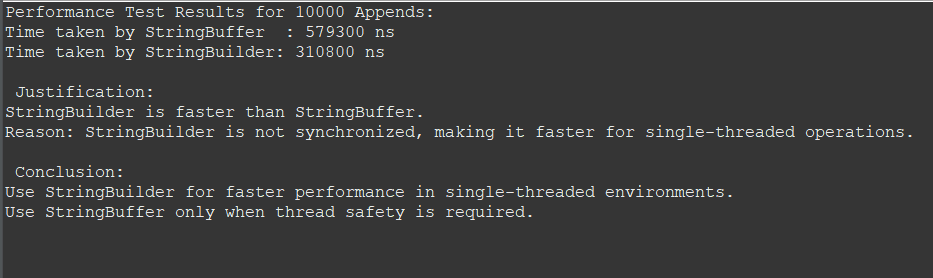 Performance Test Results for 10000 Appends:
Time taken by StringBuffer  : 579300 ns
Time taken by StringBuilder: 310800 ns
Justification:
StringBuilder is faster than StringBuffer.
Reason: StringBuilder is not synchronized, making it faster for single-threaded operations.
Conclusion:
Use StringBuilder for faster performance in single-threaded environments.
Use StringBuffer only when thread safety is required.